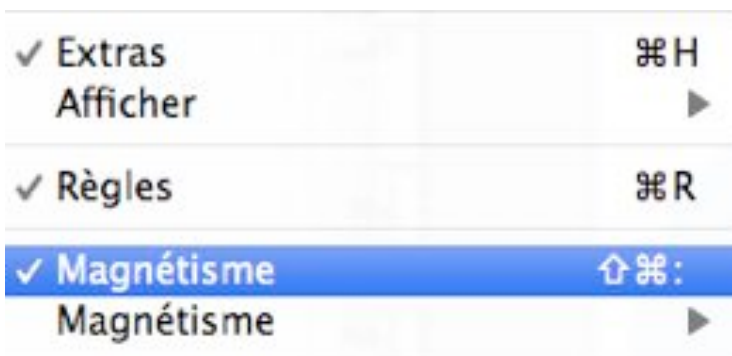 ✓ Extras ⌘H
Afficher ▶
✓ Règles ⌘R
✓ Magnétisme ⇧⌘:
Magnétisme ▶